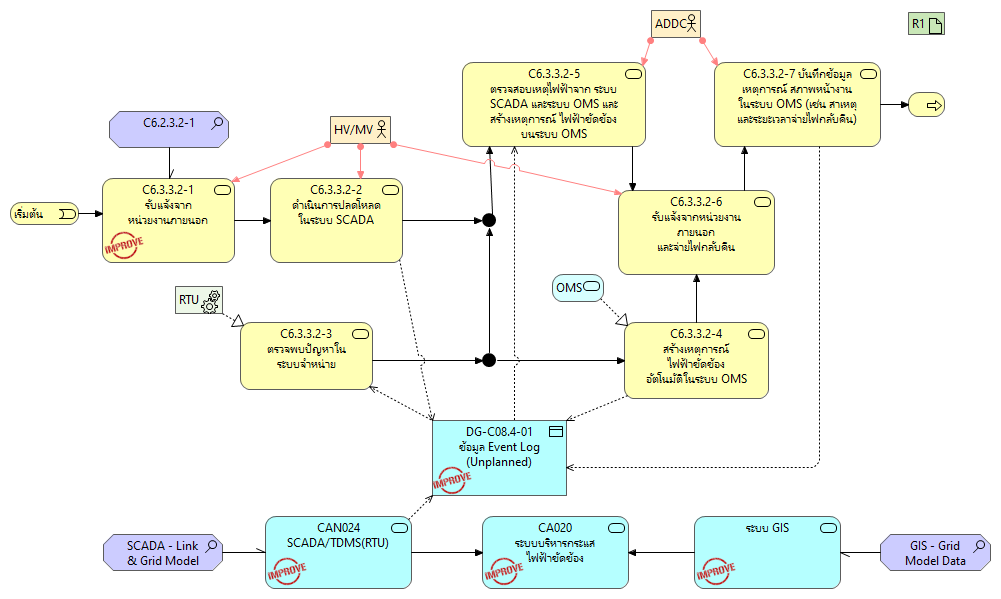 ADDC
R1
C6.3.3.2-5
ตรวจสอบเหตุไฟฟ้าจาก ระบบ
SCADA และระบบ OMS และ
สร้างเหตุการณ์ ไฟฟ้าขัดข้อง
บนระบบ OMS
C6.3.3.2-7 บันทึกข้อมูล
เหตุการณ์ สภาพหน้างาน
ในระบบ OMS (เช่น สาเหตุ
และระยะเวลาจ่ายไฟกลับคืน)
C6.2.3.2-1
HV/MV
เริ่มต้น
C6.3.3.2-1
รับแจ้งจาก
หน่วยงานภายนอก
IMPROVE
C6.3.3.2-2
ดำเนินการปลดโหลด
ในระบบ SCADA
C6.3.3.2-6
รับแจ้งจากหน่วยงาน
ภายนอก
และจ่ายไฟกลับคืน
RTU
OMS
C6.3.3.2-3
ตรวจพบปัญหาใน
ระบบจำหน่าย
C6.3.3.2-4
สร้างเหตุการณ์
ไฟฟ้าขัดข้อง
อัตโนมัติในระบบ OMS
DG-C08.4-01
ข้อมูล Event Log
(Unplanned)
IMPROVE
SCADA - Link
& Grid Model
CAN024
SCADA/TDMS(RTU)
IMPROVE
CA020
ระบบบริหารกระแส
ไฟฟ้าขัดข้อง
IMPROVE
ระบบ GIS
IMPROVE
GIS - Grid
Model Data